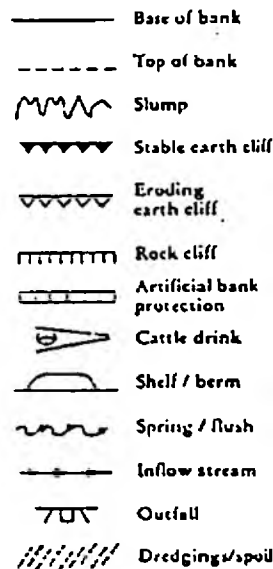 Base of bank
Top of bank
Slump
Stable earth cliff
Eroding
earth cliff
Rock cliff
Artificial bank
protection
Cattle drink
Shelf / berm
Spring / flush
Inflow stream
Outfall
Dredgings/spoil